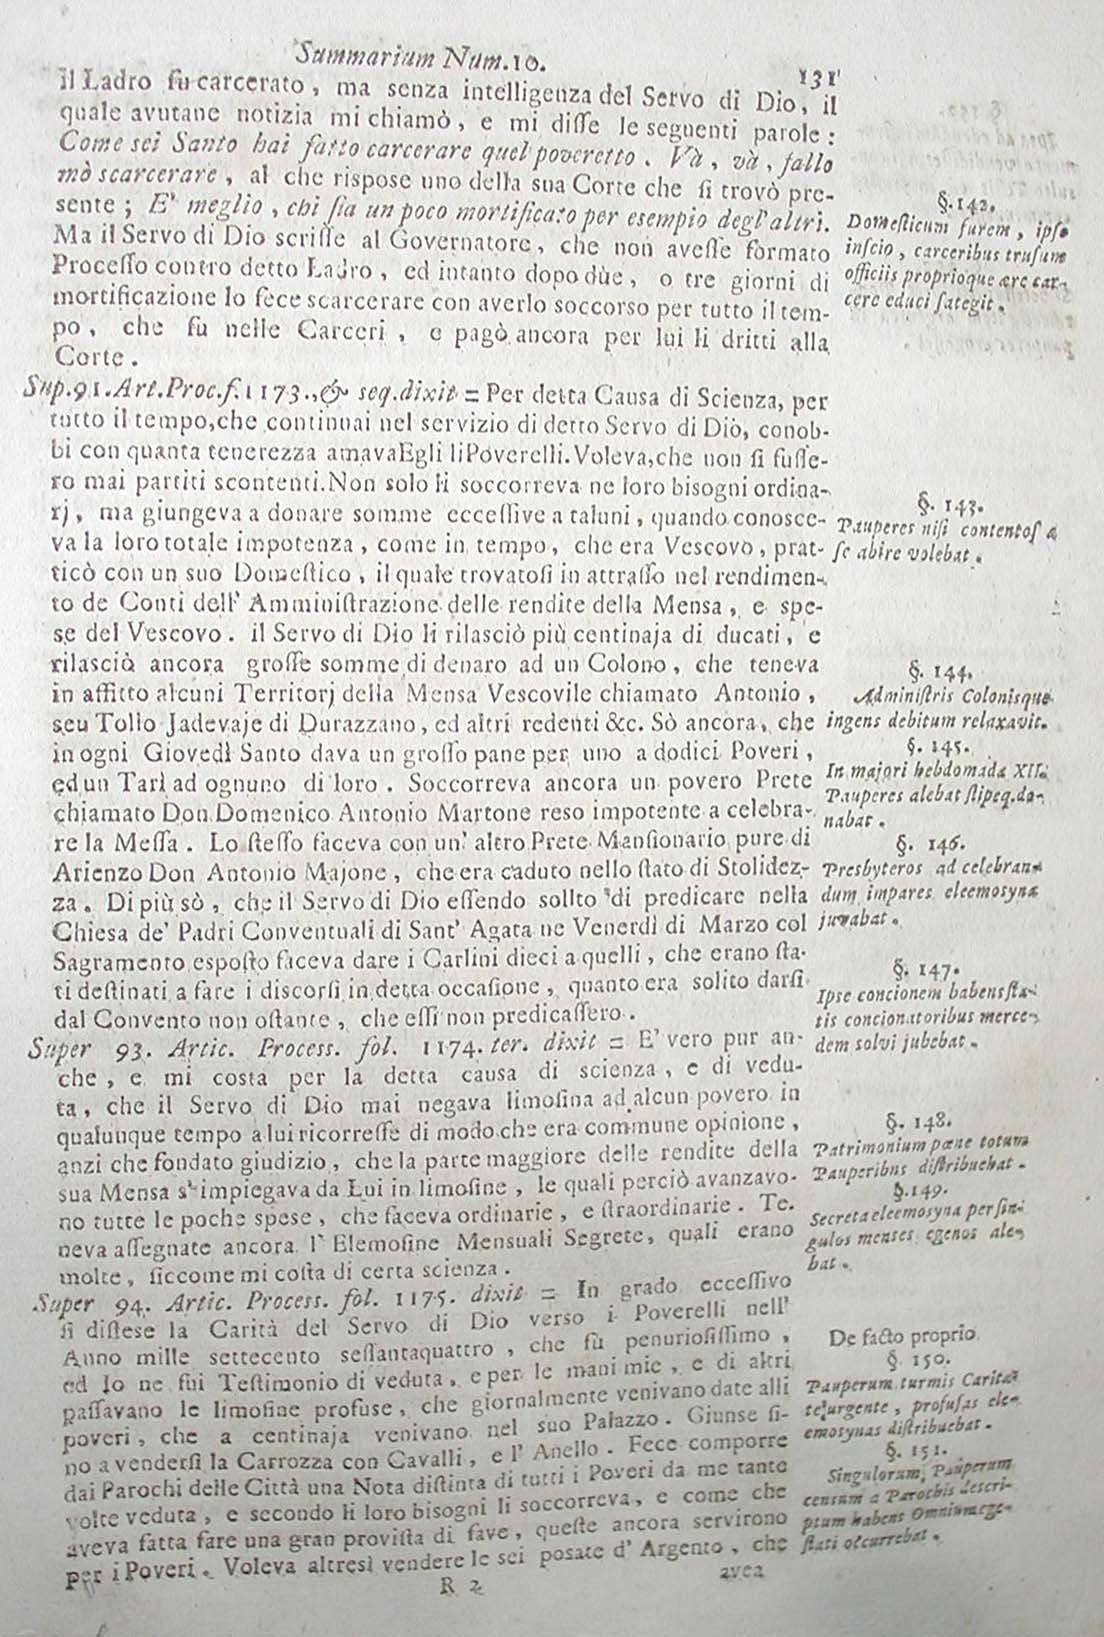 Summarium Num.10.
131
il Ladro fu carcerato, ma senza intelligenza del Servo di Dio, il
quale avutane notizia mi chiamò, e mi disse le seguenti parole:
Come sei Santo hai fatto carcerare quel poveretto. Và, và, fallo
mò scarcerare, al che rispose uno della sua Corte che si trovò pre-
sente; E' meglio, chi sia un poco mortificato per esempio degl'altri.
Ma il Servo di Dio scrisse al Governatore, che non avesse formato
Processo contro detto Ladro, ed intanto dopo dùe, o tre giorni di
mortificazione lo fece scarcerare con averlo soccorso per tutto il tem-
po, che fù nelle Carceri, e pagò ancora per lui li dritti alla
Corte.
Sup.91.Art.Proc.f.1173.,& seq.dixit = Per detta Causa di Scienza, per
tutto il tempo,che continuai nel servizio di detto Servo di Diò, conob-
bi con quanta tenerezza amavaEgli liPoverelli.Voleva,che non si fusse-
ro mai partiti scontenti.Non solo li soccorreva ne loro bisogni ordina-
rj, ma giungeva a donare somme eccessive a taluni, quando conosce-
va la loro totale impotenza, come in tempo, che era Vescovo, prat-
ticò con un suo Domestico, il quale trovatosi in attrasso nel rendimen-
to de Conti dell' Amministrazione delle rendite della Mensa, e spe-
se del Vescovo. il Servo di Dio li rilasciò più centinaja di ducati, e
rilascià ancora grosse somme di denaro ad un Colono, che teneva
in affitto alcuni Territorj della Mensa Vescovile chiamato Antonio,
seu Tollo Jadevaje di Durazzano, ed altri redenti &c. Sò ancora, che
in ogni Giovedì Santo dava un grosso pane per uno a dodici Poveri,
ed un Tarì ad ognuno di loro. Soccorreva ancora un povero Prete
chiamato Don Domenico Antonio Martone reso impotente a celebra-
re la Messa. Lo stesso faceva con un' altro Prete Mansionario pure di
Arienzo Don Antonio Majone, che era caduto nello stato di Stolidez-
za. Di più sò, che il Servo di Dio essendo sollto di predicare nella
Chiesa de' Padri Conventuali di Sant' Agata ne Venerdì di Marzo col
Sagramento esposto faceva dare i Carlini dieci a quelli, che erano sta-
ti destinati a fare i discorsi in detta occasione, quanto era solito darsi
dal Convento non ostante, che essi non predicassero.
Super 93. Artic. Process. fol. 1174. ter. dixit = E' vero pur an-
che, e mi costa per la detta causa di scienza, e di vedu-
ta, che il Servo di Dio mai negava limosina ad alcun povero in
qualunque tempo a lui ricorresse di modo che era commune opinione,
anzi che fondato giudizio, che la parte maggiore delle rendite della
sua Mensa s' impiegava da Lui in limosine, le quali perciò avanzavo-
no tutte le poche spese, che faceva ordinarie, e straordinarie. Te-
neva assegnate ancora l' Elemosine Mensuali Segrete, quali erano
molte, siccome mi costa di certa scienza.
Super 94. Artic. Process. fol. 1175. dixit = In grado eccessivo
si distese la Carità del Servo di Dio verso i Poverelli nell'
Anno mille settecento sessantaquattro, che fù penuriosissimo,
ed Io ne fui Testimonio di veduta, e per le mani mie, e di altri
passavano le limosine profuse, che giornalmente venivano date alli
poveri, che a centinaja venivano nel suo Palazzo. Giunse si-
no a vendersi la Carrozza con Cavalli, e l' Anello. Fece comporre
dai Parochi delle Città una Nota distinta di tutti i Poveri da me tante
volte veduta, e secondo li loro bisogni li soccorreva, e come che
aveva fatta fare una gran provista di fave, queste ancora servirono
per i Poveri. Voleva altresì vendere le sei posate d' Argento, che
R 2
avea
§.142.
Domesticum furem, ipso
inscio, carceribus trusum
officiis proprioque ære car-
cere educi sategit.
§. 143.
Pauperes nisi contentos à
se abire volebat.
§. 144.
Administris Colonisque
ingens debitum relaxavit.
§. 145.
In majori hebdomada XII.
Pauperes alebat stipeq.do-
nabat.
§. 146.
Presbyteros ad celebran-
dum impares eleemosyna
juvabat.
§. 147.
Ipse concionem habens sta-
tis concionatoribus merce-
dem solvi jubebat.
§. 148.
Patrimonium pæne totum
Pauperibus distribuebat.
§.149.
Secreta eleemosyna per sin-
gulos menses egenos ale-
bat.
De facto proprio.
§. 150.
Pauperum turmis Carita-
te urgente, profusas ele-
emosynas distribuebat.
§. 151.
Singulorum Pauperum
censum a Parochis descri-
ptum habens Omnium ege-
stati occurrebat.